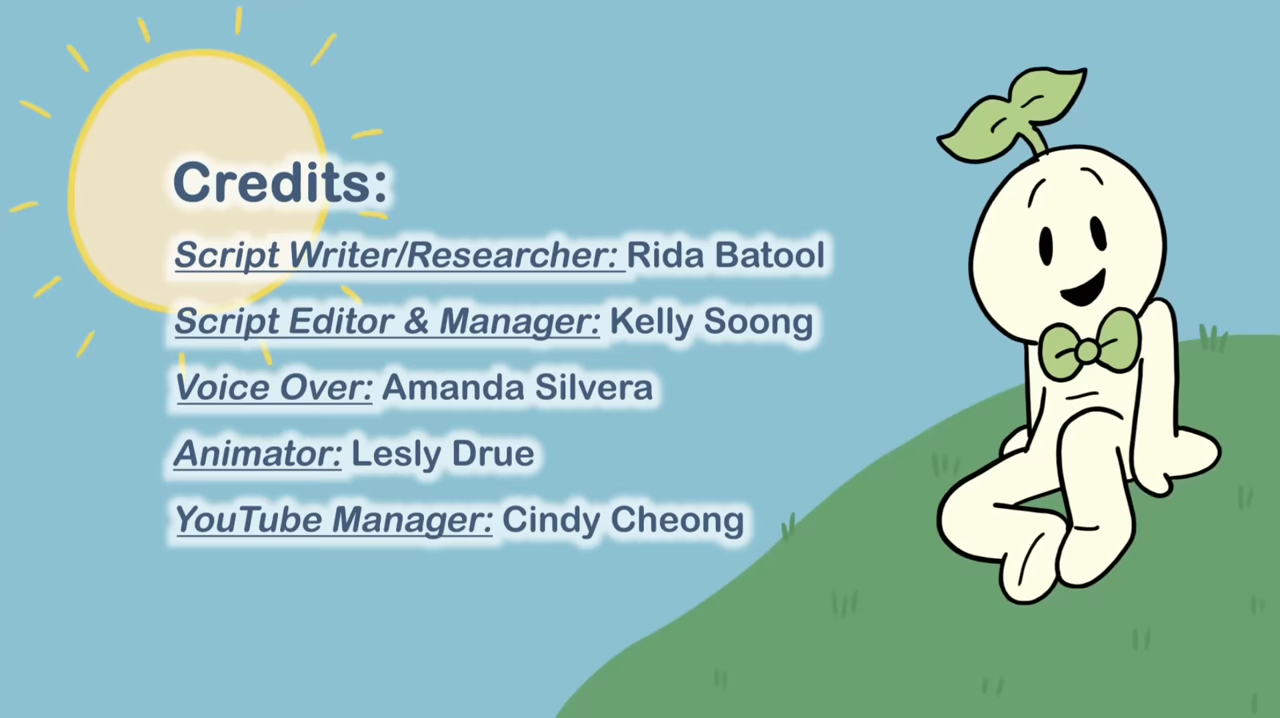 Credits:
Script Writer/Researcher: Rida Batool
Script Editor & Manager: Kelly Soong
Voice Over: Amanda Silvera
Animator: Lesly Drue
YouTube Manager: Cindy Cheong